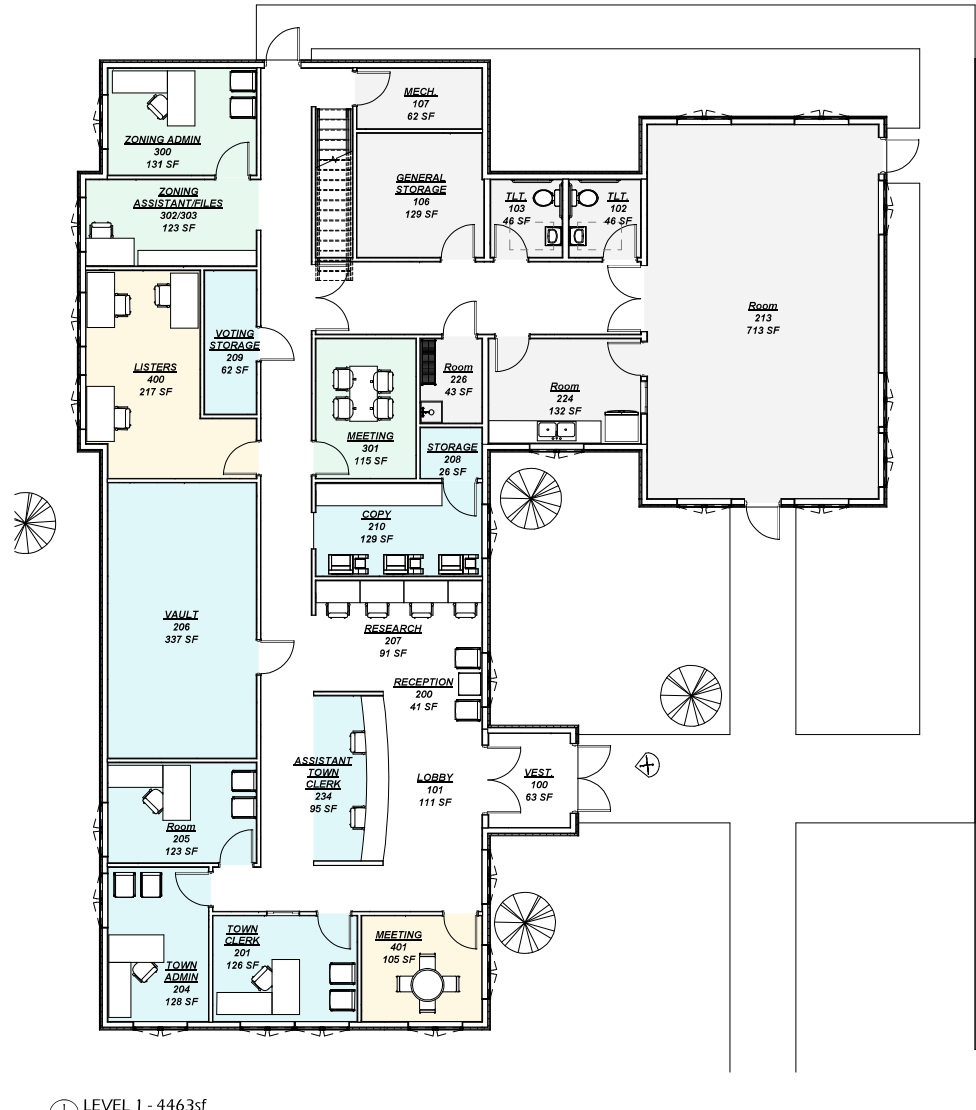 MECH.
107
62 SF
ZONING ADMIN
300
131 SF
GENERAL
STORAGE
106
129 SF
ZONING
ASSISTANT/FILES
302/303
123 SF
TLT.
103
46 SF
TLT.
102
46 SF
Room
213
713 SF
VOTING
STORAGE
209
62 SF
LISTERS
400
217 SF
Room
226
43 SF
Room
224
132 SF
MEETING
301
115 SF
STORAGE
208
26 SF
COPY
210
129 SF
VAULT
206
337 SF
RESEARCH
207
91 SF
RECEPTION
200
41 SF
ASSISTANT
TOWN
CLERK
234
95 SF
LOBBY
101
111 SF
VEST.
100
63 SF
Room
205
123 SF
TOWN
CLERK
201
126 SF
MEETING
401
105 SF
TOWN
ADMIN
204
128 SF
1 LEVEL 1 - 4463sf